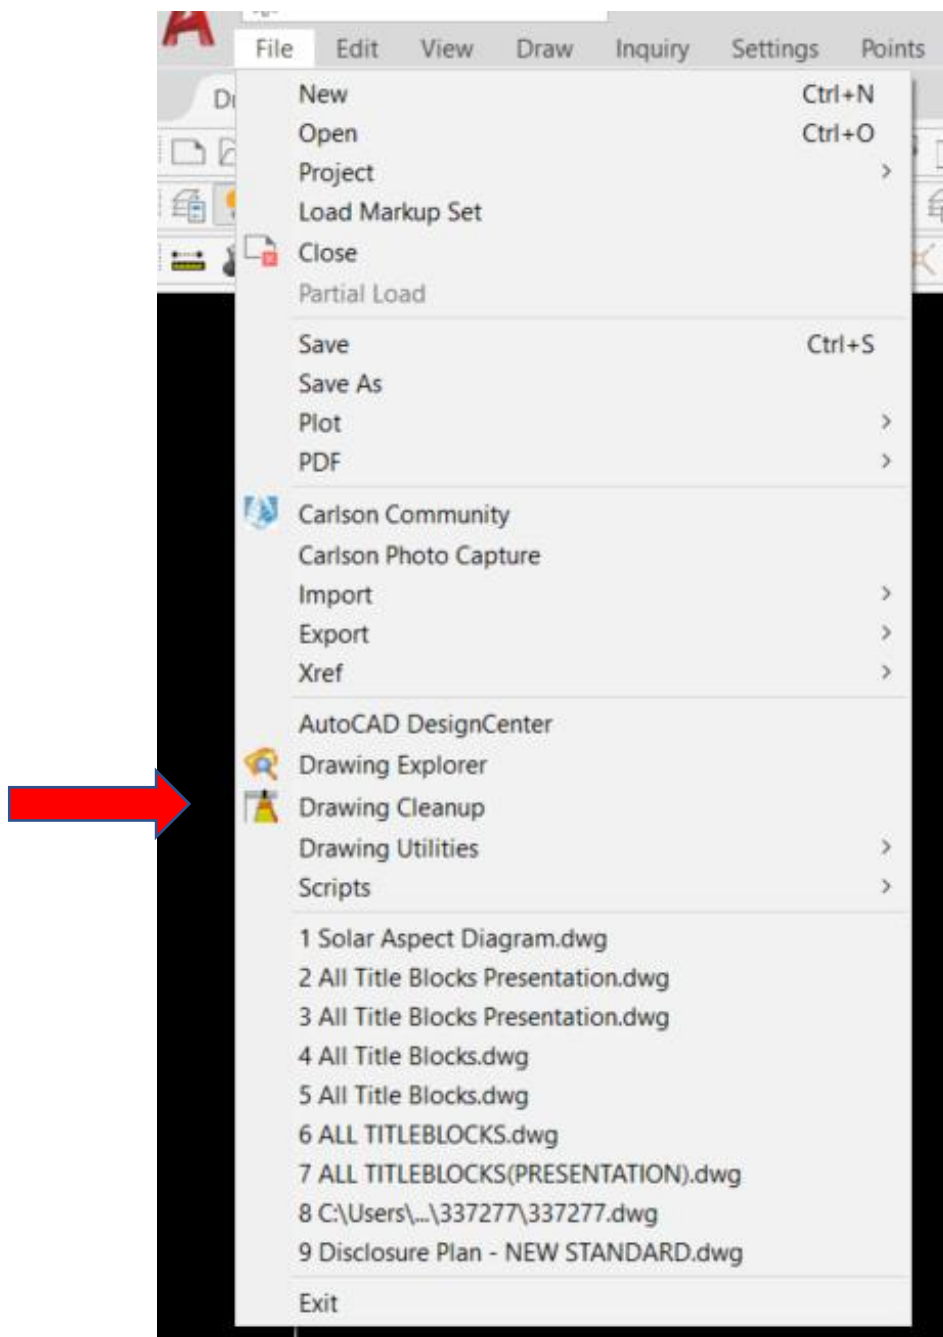 File Edit View Draw Inquiry Settings Points
New Ctrl+N
Open Ctrl+O
Project
Load Markup Set
Close
Partial Load
Save Ctrl+S
Save As
Plot
PDF
Carlson Community
Carlson Photo Capture
Import
Export
Xref
AutoCAD DesignCenter
Drawing Explorer
Drawing Cleanup
Drawing Utilities
Scripts
1 Solar Aspect Diagram.dwg
2 All Title Blocks Presentation.dwg
3 All Title Blocks Presentation.dwg
4 All Title Blocks.dwg
5 All Title Blocks.dwg
6 ALL TITLEBLOCKS.dwg
7 ALL TITLEBLOCKS(PRESENTATION).dwg
8 C:\Users\...\337277\337277.dwg
9 Disclosure Plan - NEW STANDARD.dwg
Exit